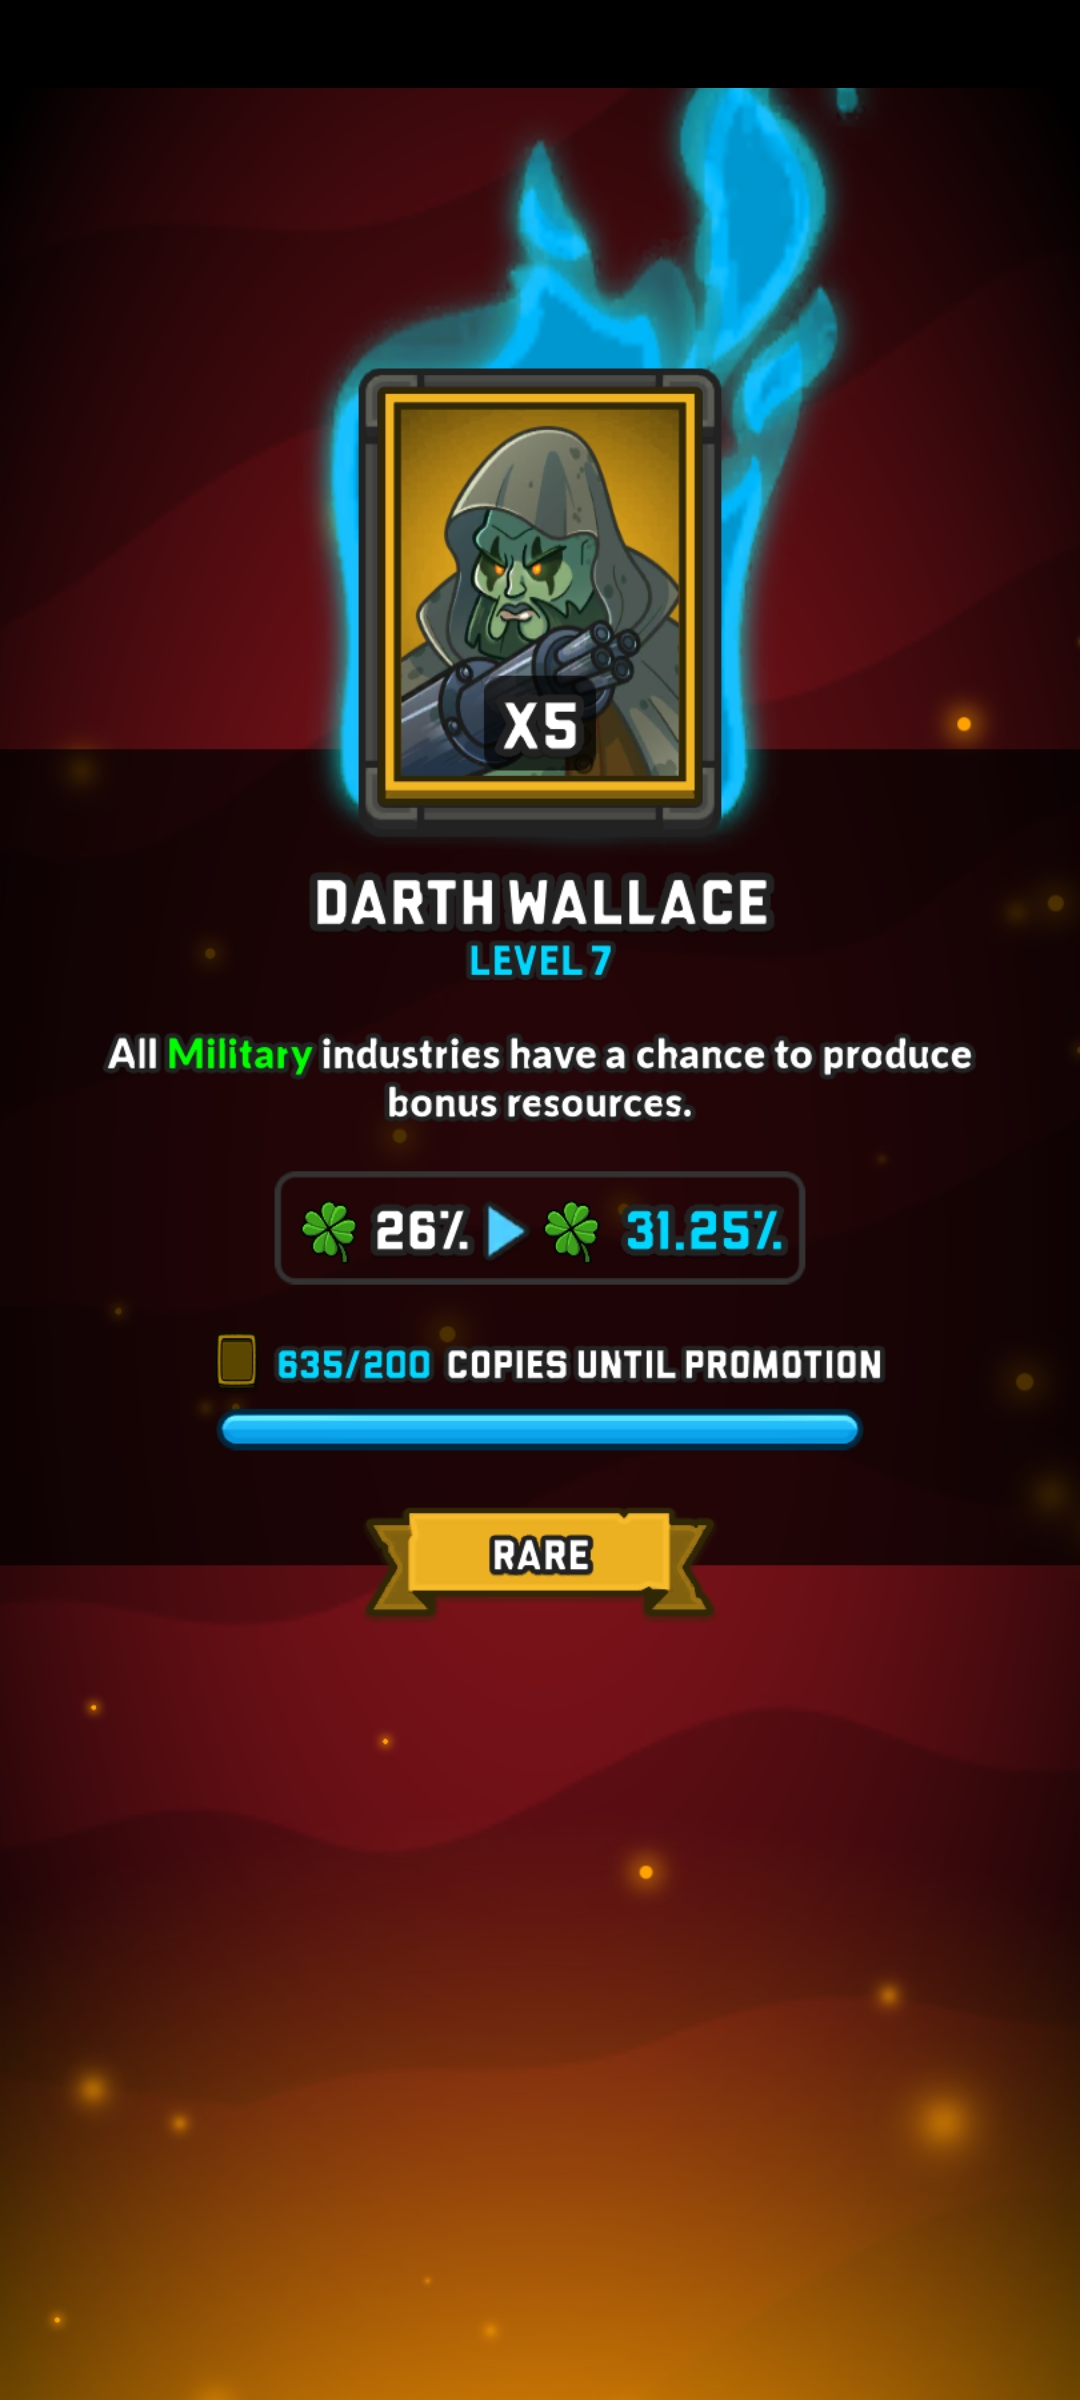 X5
DARTH WALLACE
LEVEL 7
All Military industries have a chance to produce
bonus resources.
26% 31.25%
635/200 COPIES UNTIL PROMOTION
RARE